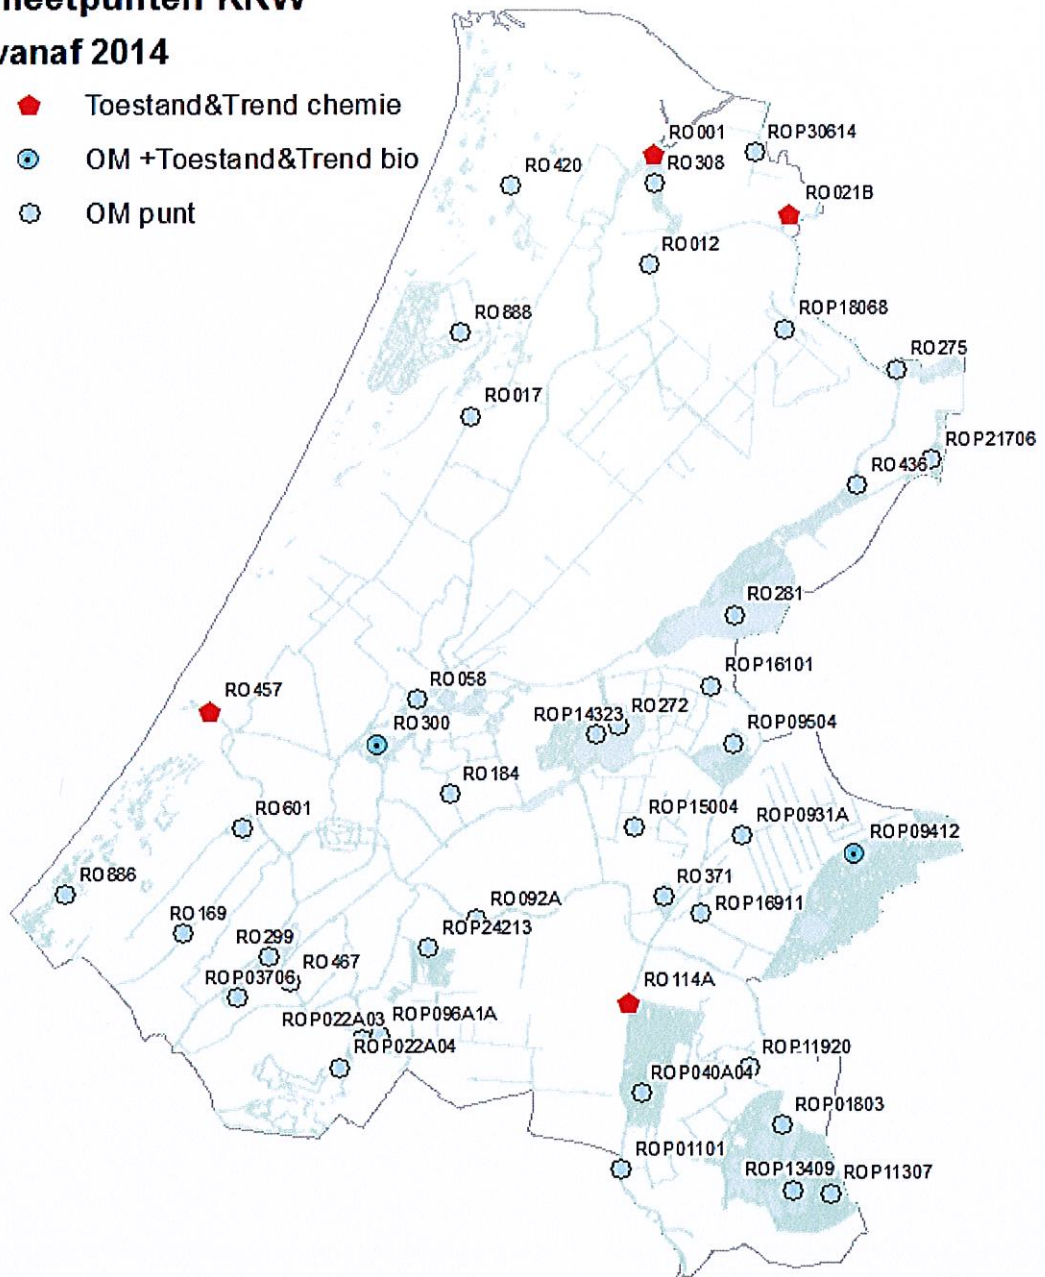 meetpunten KRW
vanaf 2014
Toestand&Trend chemie
OM +Toestand&Trend bio
OM punt
RO001
ROP30614
RO308
RO420
RO021B
RO012
ROP18068
RO888
RO275
RO017
ROP21706
RO436
RO281
ROP16101
RO058
RO457
RO272
ROP14323
RO300
ROP09504
RO184
ROP15004
RO601
ROP0931A
ROP09412
RO886
RO371
RO092A
ROP16911
RO169
ROP24213
RO299
RO467
ROP03706
RO114A
ROP096A1A
ROP022A03
ROP022A04
ROP11920
ROP040A04
ROP01803
ROP01101
ROP13409
ROP11307